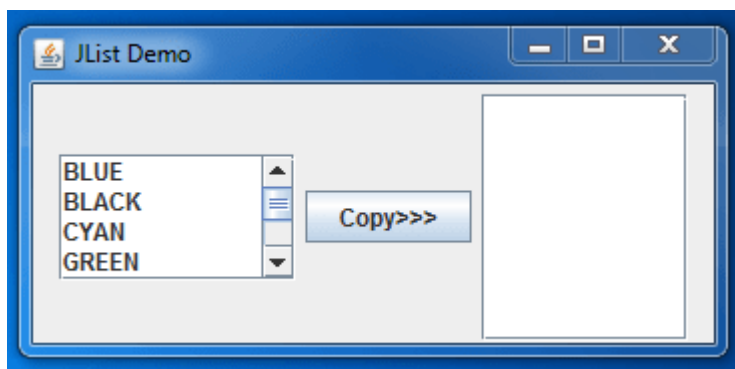 JList Demo
BLUE
BLACK
CYAN
GREEN
Copy>>>